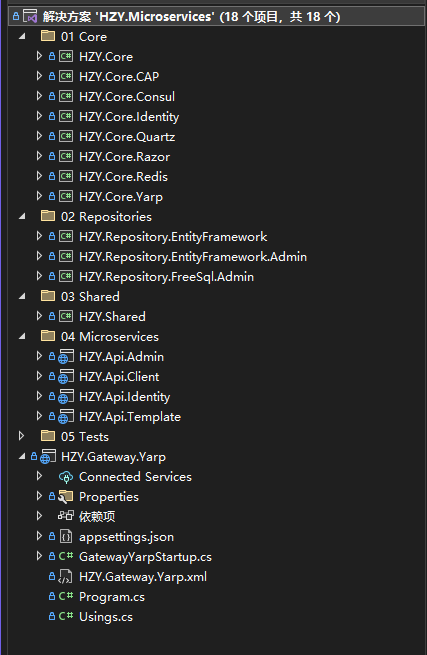 解决方案 'HZY.Microservices' (18 个项目，共 18 个)
01 Core
C# HZY.Core
C# HZY.Core.CAP
C# HZY.Core.Consul
C# HZY.Core.Identity
C# HZY.Core.Quartz
C# HZY.Core.Razor
C# HZY.Core.Redis
C# HZY.Core.Yarp
02 Repositories
C# HZY.Repository.EntityFramework
C# HZY.Repository.EntityFramework.Admin
C# HZY.Repository.FreeSql.Admin
03 Shared
C# HZY.Shared
04 Microservices
HZY.Api.Admin
HZY.Api.Client
HZY.Api.Identity
HZY.Api.Template
05 Tests
HZY.Gateway.Yarp
Connected Services
Properties
依赖项
appsettings.json
C# GatewayYarpStartup.cs
HZY.Gateway.Yarp.xml
C# Program.cs
C# Usings.cs